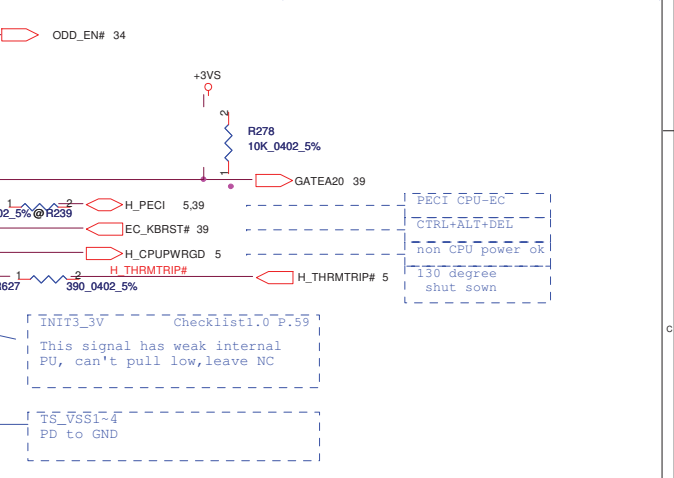 ODD_EN# 34
+3VS
2
R278
10K_0402_5%
1
GATEA20 39
1 2 H_PECI 5,39
02_5%@R239
PECI CPU-EC
EC_KBRST# 39
CTRL+ALT+DEL
H_CPUPWRGD 5
non CPU power ok
H_THRMTRIP#
1 2 H_THRMTRIP# 5
R627 390_0402_5%
130 degree
shut sown
INIT3_3V Checklist1.0 P.59
This signal has weak internal
PU, can't pull low,leave NC
TS_VSS1~4
PD to GND
C